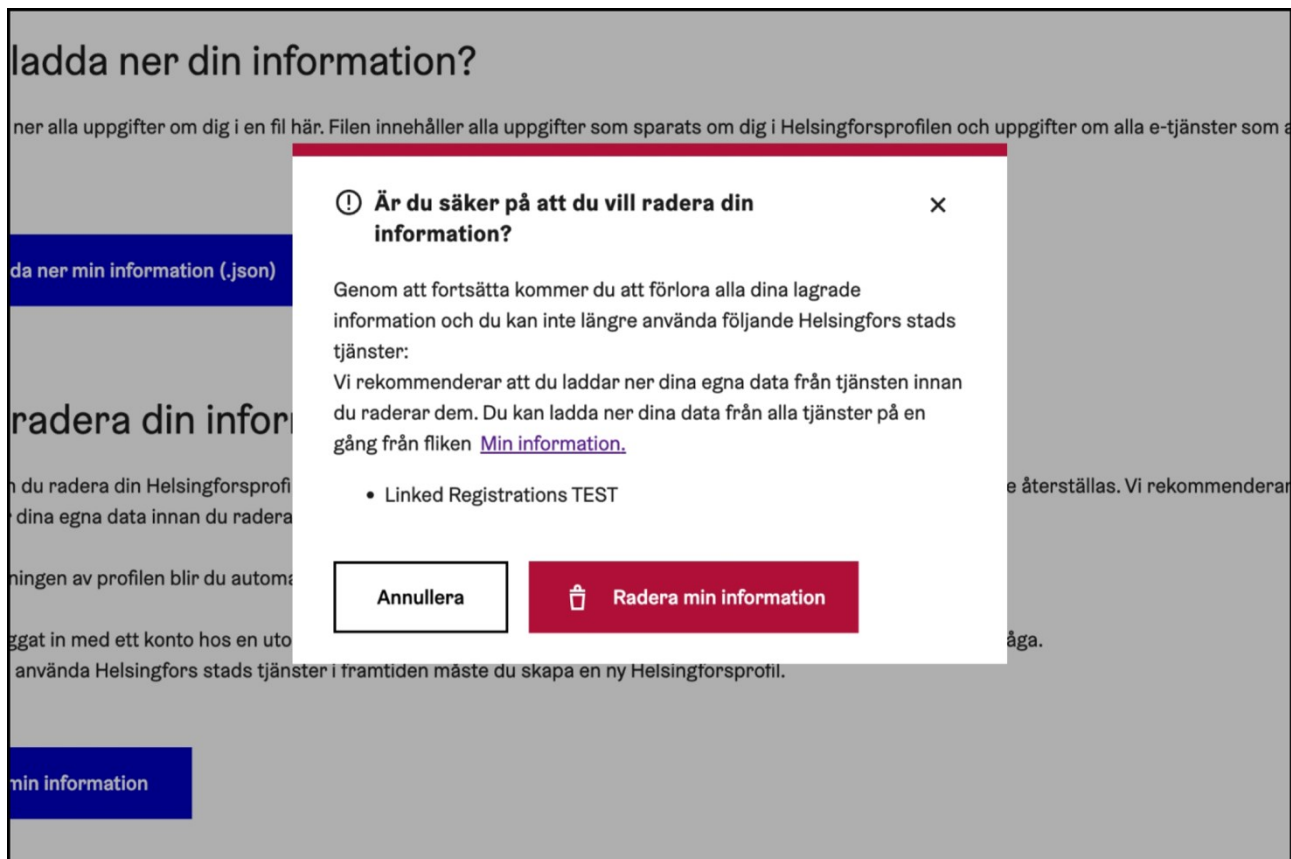 ladda ner din information?
ner alla uppgifter om dig i en fil här. Filen innehåller alla uppgifter som sparats om dig i Helsingforsprofilen och uppgifter om alla e-tjänster som
Är du säker på att du vill radera din
information?
da ner min information (.json)
Genom att fortsätta kommer du att förlora alla dina lagrade
information och du kan inte längre använda följande Helsingfors stads
tjänster:
Vi rekommenderar att du laddar ner dina egna data från tjänsten innan
du raderar dem. Du kan ladda ner dina data från alla tjänster på en
gång från fliken Min information.
• Linked Registrations TEST
Annullera
Radera min information
radera din infor
du radera din Helsingforsprofi
e återställas. Vi rekommenderar
dina egna data innan du radera
ningen av profilen blir du automa
ggat in med ett konto hos en uto
åga.
använda Helsingfors stads tjänster i framtiden måste du skapa en ny Helsingforsprofil.
min information